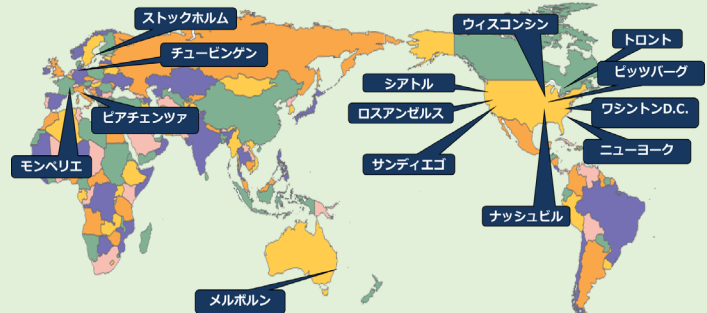 ストックホルム
チュービンゲン
ピアチェンツァ
モンペリエ
メルボルン
ウィスコンシン
トロント
ピッツバーグ
シアトル
ロスアンゼルス
ワシントンD.C.
サンディエゴ
ニューヨーク
ナッシュビル